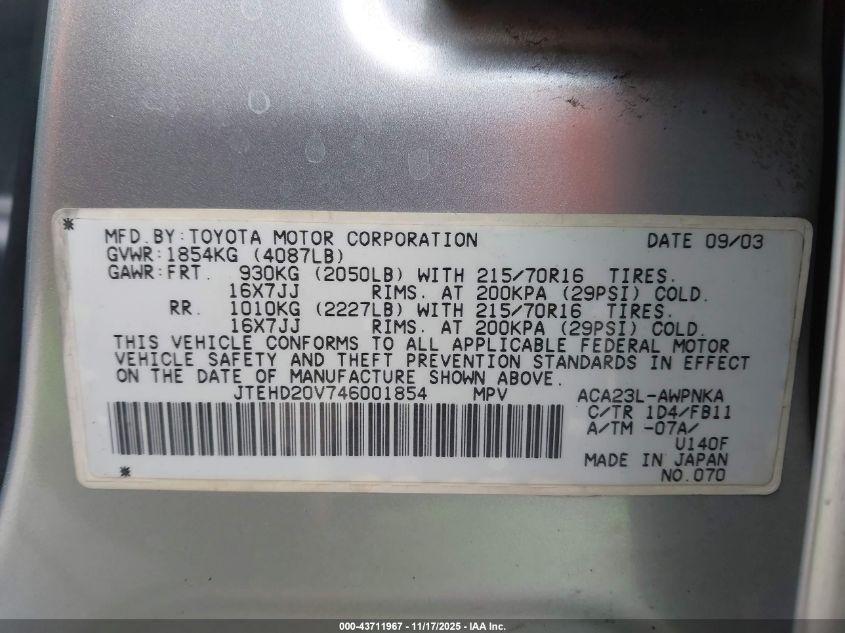 MFD.BY:TOYOTA MOTOR CORPORATION DATE 09/03
GVWR:1854KG (4087LB)
GAWR:FRT. 930KG (2050LB) WITH 215/70R16 TIRES.
16X7JJ RIMS. AT 200KPA (29PSI) COLD.
RR. 1010KG (2227LB) WITH 215/70R16 TIRES.
16X7JJ RIMS. AT 200KPA (29PSI) COLD.
THIS VEHICLE CONFORMS TO ALL APPLICABLE FEDERAL MOTOR
VEHICLE SAFETY AND THEFT PREVENTION STANDARDS IN EFFECT
ON THE DATE OF MANUFACTURE SHOWN ABOVE.
JTEHD20V746001854 MPV ACA23L-AWPNKA
C/TR 1D4/FB11
A/TM -07A/
U140F
MADE IN JAPAN
NO.070
000-43711967 - 11/17/2025 - IAA Inc.